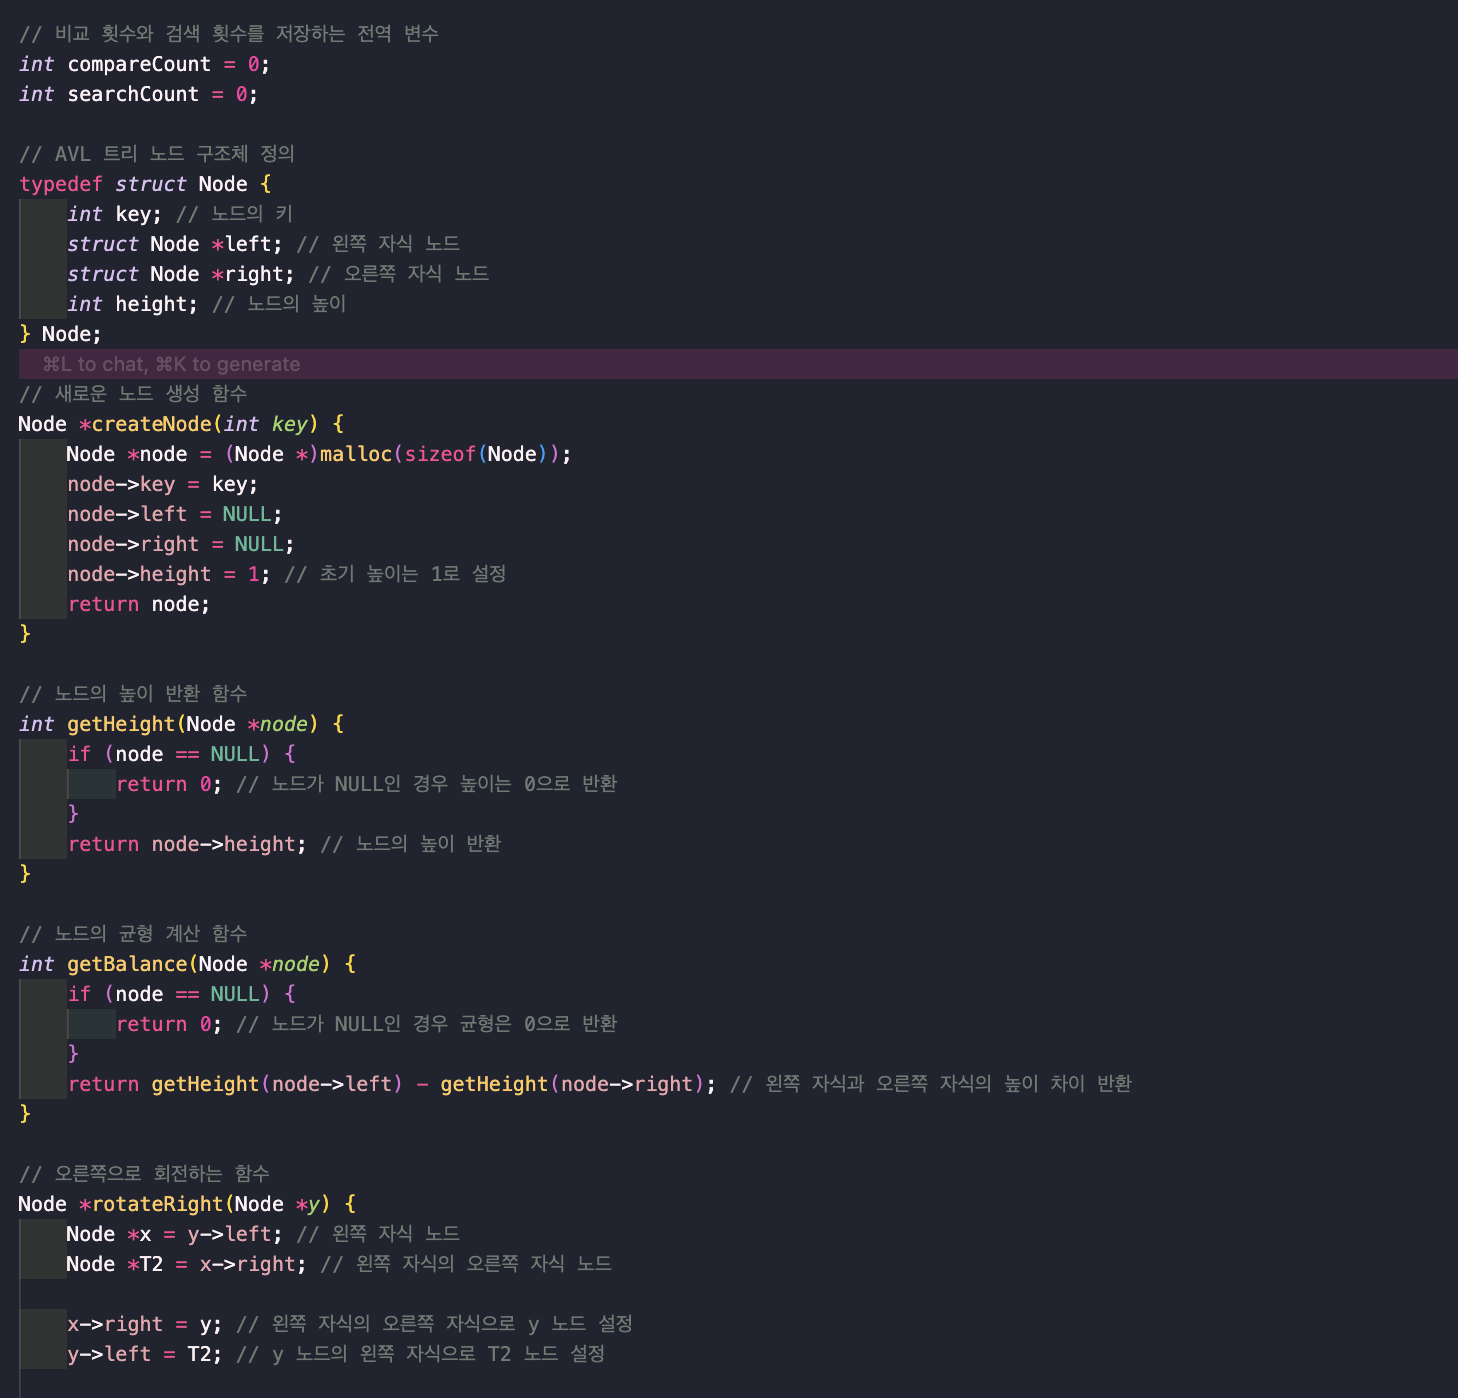 // 비교 횟수와 검색 횟수를 저장하는 전역 변수
int compareCount = 0;
int searchCount = 0;
// AVL 트리 노드 구조체 정의
typedef struct Node {
int key; // 노드의 키
struct Node *left; // 왼쪽 자식 노드
struct Node *right; // 오른쪽 자식 노드
int height; // 노드의 높이
} Node;
⌘L to chat, ⌘K to generate
// 새로운 노드 생성 함수
Node *createNode(int key) {
Node *node = (Node *)malloc(sizeof(Node));
node->key = key;
node->left = NULL;
node->right = NULL;
node->height = 1; // 초기 높이는 1로 설정
return node;
}
// 노드의 높이 반환 함수
int getHeight(Node *node) {
if (node == NULL) {
return 0; // 노드가 NULL인 경우 높이는 0으로 반환
}
return node->height; // 노드의 높이 반환
}
// 노드의 균형 계산 함수
int getBalance(Node *node) {
if (node == NULL) {
return 0; // 노드가 NULL인 경우 균형은 0으로 반환
}
return getHeight(node->left) - getHeight(node->right); // 왼쪽 자식과 오른쪽 자식의 높이 차이 반환
}
// 오른쪽으로 회전하는 함수
Node *rotateRight(Node *y) {
Node *x = y->left; // 왼쪽 자식 노드
Node *T2 = x->right; // 왼쪽 자식의 오른쪽 자식 노드
x->right = y; // 왼쪽 자식의 오른쪽 자식으로 y 노드 설정
y->left = T2; // y 노드의 왼쪽 자식으로 T2 노드 설정